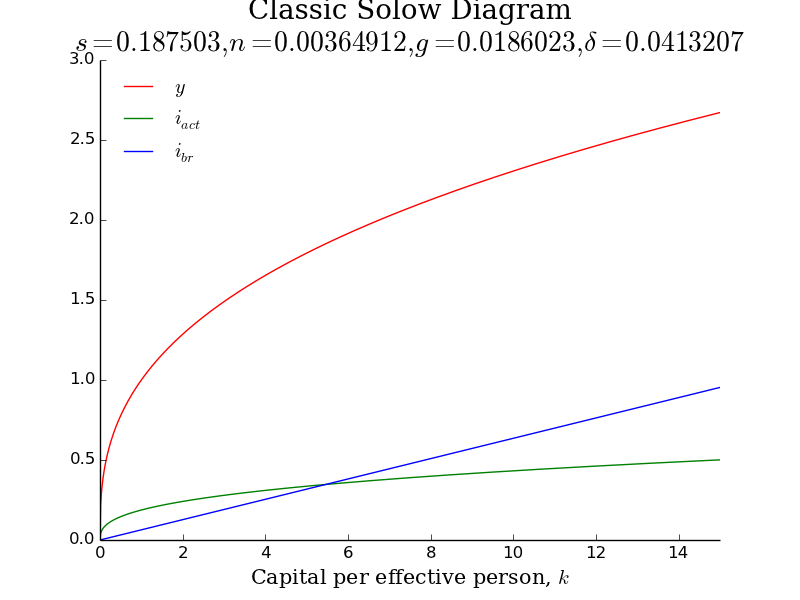 Classic Solow Diagram
s=0.187503,n=0.00364912,g=0.0186023,δ=0.0413207
3.0
y
i_act
i_br
2.5
2.0
1.5
1.0
0.5
0.0
0 2 4 6 8 10 12 14
Capital per effective person, k